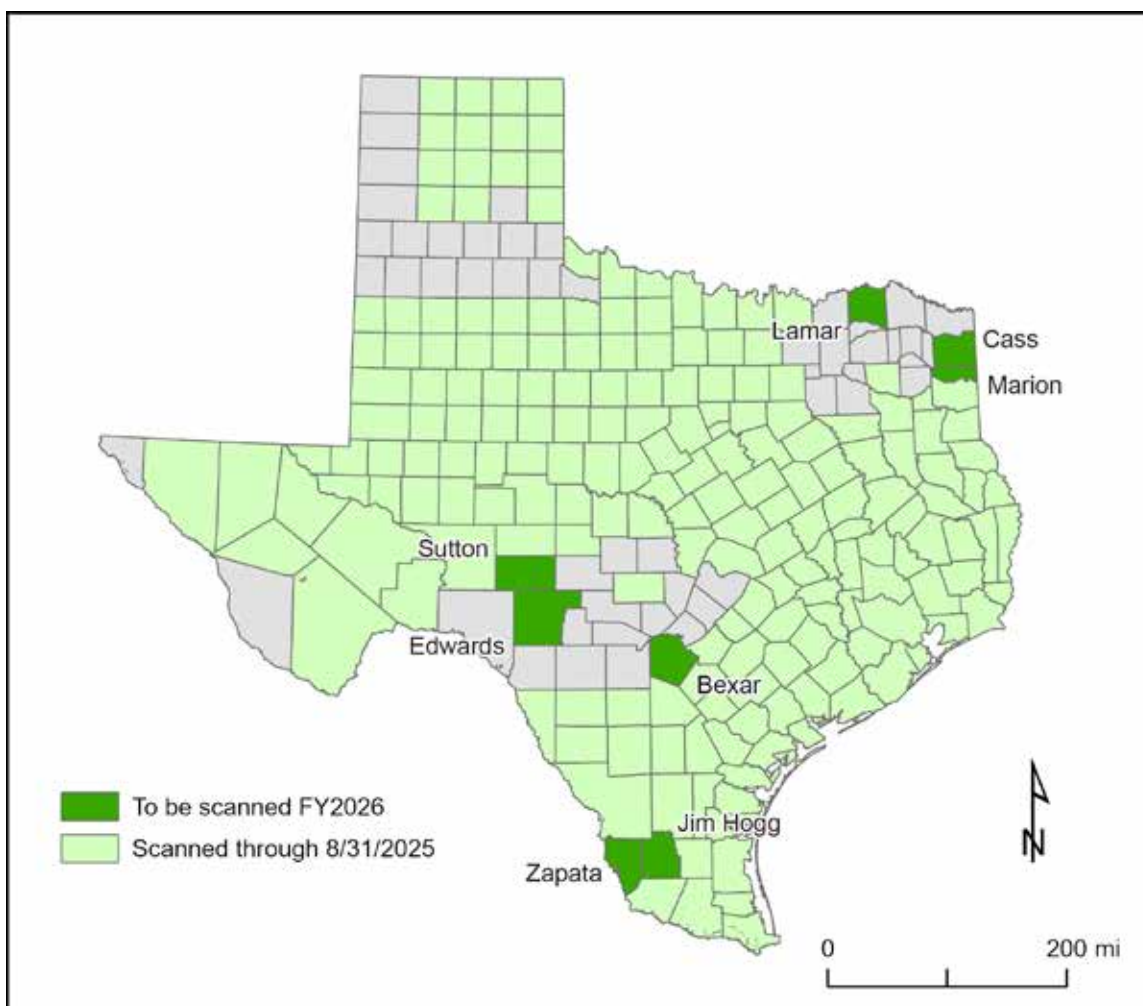 Lamar
Cass
Marion
Sutton
Edwards
Bexar
To be scanned FY2026
Scanned through 8/31/2025
Jim Hogg
Zapata
N
0
200 mi